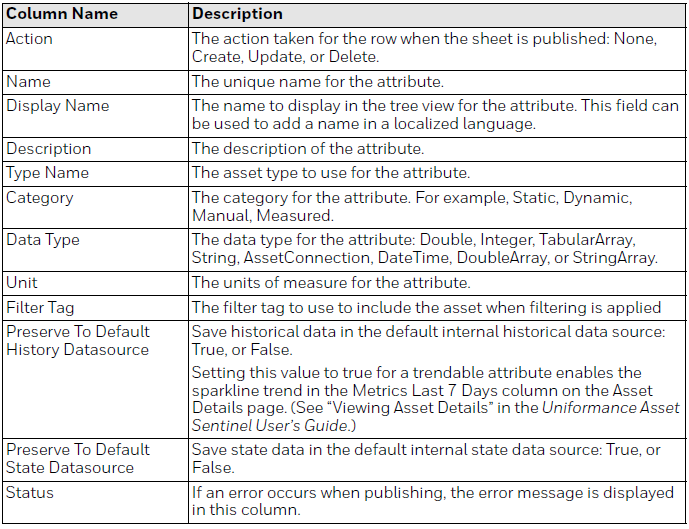 Column Name Description
Action The action taken for the row when the sheet is published: None,
Create, Update, or Delete.
Name The unique name for the attribute.
Display Name The name to display in the tree view for the attribute. This field can
be used to add a name in a localized language.
Description The description of the attribute.
Type Name The asset type to use for the attribute.
Category The category for the attribute. For example, Static, Dynamic,
Manual, Measured.
Data Type The data type for the attribute: Double, Integer, TabularArray,
String, AssetConnection, DateTime, DoubleArray, or StringArray.
Unit The units of measure for the attribute.
Filter Tag The filter tag to use to include the asset when filtering is applied
Preserve To Default Save historical data in the default internal historical data source:
History Datasource True, or False.
Setting this value to true for a trendable attribute enables the
sparkline trend in the Metrics Last 7 Days column on the Asset
Details page. (See “Viewing Asset Details” in the Uniformance Asset
Sentinel User’s Guide.)
Preserve To Default Save state data in the default internal state data source: True, or
State Datasource False.
Status If an error occurs when publishing, the error message is displayed
in this column.